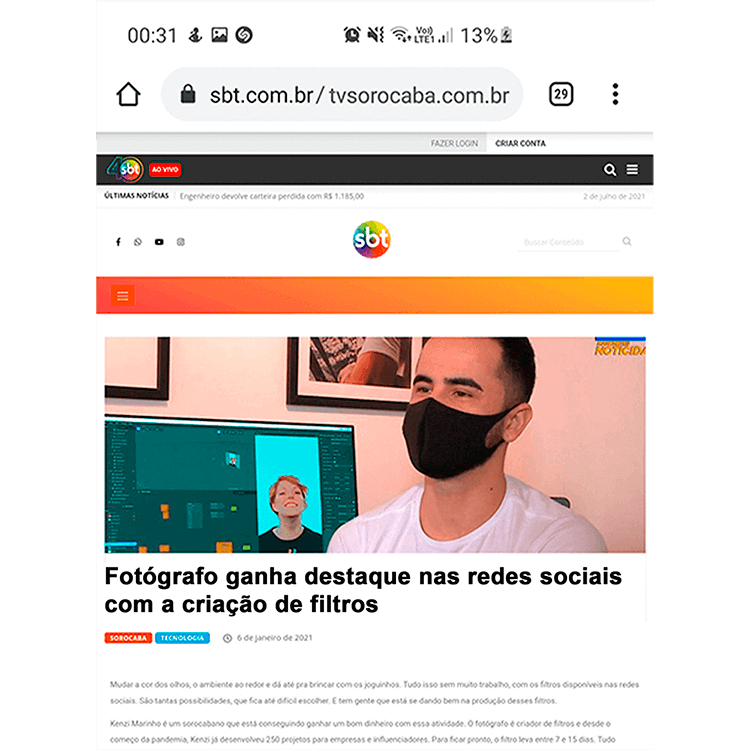 00:31 Vo)) LTE1 13%
sbt.com.br/tvsorocaba.com.br 29
FAZER LOGIN CRIAR CONTA
4 sbt AO VIVO
ÚLTIMAS NOTÍCIAS Engenheiro devolve carteira perdida com R$ 1.185,00 2 de julho de 2021
sbt Buscar Conteúdo
NOTICIDA
Fotógrafo ganha destaque nas redes sociais
com a criação de filtros
SOROCABA TECNOLOGIA 6 de janeiro de 2021
Mudar a cor dos olhos, o ambiente ao redor e dá até pra brincar com os joguinhos. Tudo isso sem muito trabalho, com os filtros disponíveis nas redes
sociais. São tantas possibilidades, que fica até difícil escolher. E tem gente que está se dando bem na produção desses filtros.
Kenzi Marinho é um sorocabano que está conseguindo ganhar um bom dinheiro com essa atividade. O fotógrafo é criador de filtros e desde o
começo da pandemia, Kenzi já desenvolveu 250 projetos para empresas e influenciadores. Para ficar pronto, o filtro leva entre 7 e 15 dias. Tudo